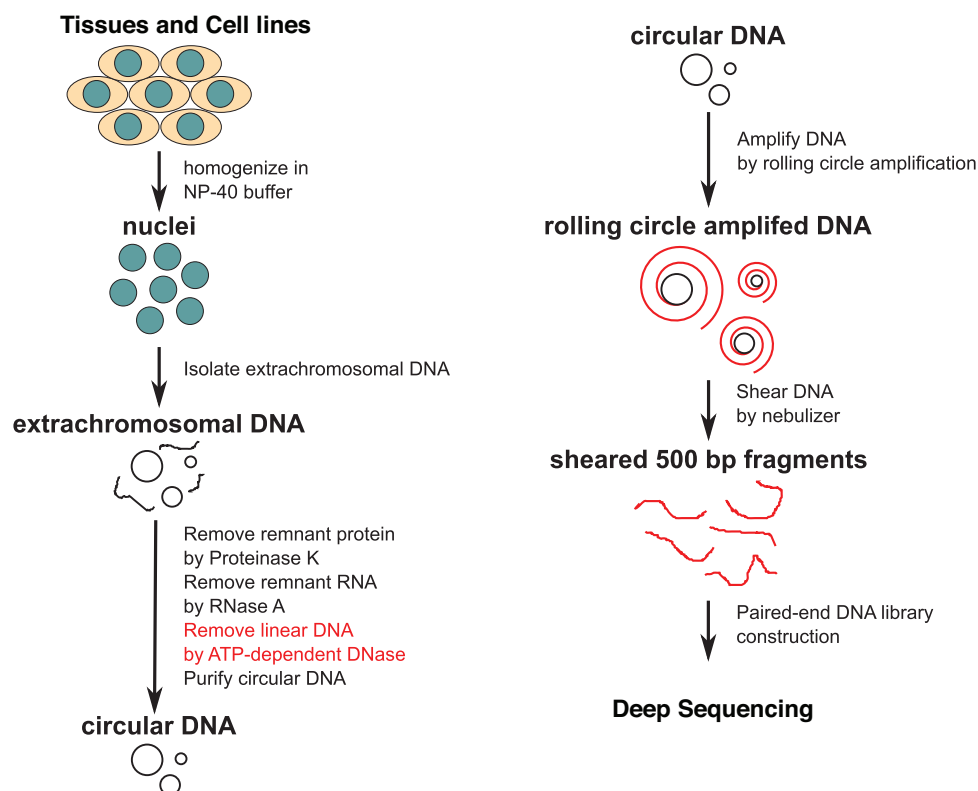 Tissues and Cell lines
homogenize in
NP-40 buffer
nuclei
Isolate extrachromosomal DNA
extrachromosomal DNA
Remove remnant protein
by Proteinase K
Remove remnant RNA
by RNase A
Remove linear DNA
by ATP-dependent DNase
Purify circular DNA
circular DNA
circular DNA
Amplify DNA
by rolling circle amplification
rolling circle amplifed DNA
Shear DNA
by nebulizer
sheared 500 bp fragments
Paired-end DNA library
construction
Deep Sequencing